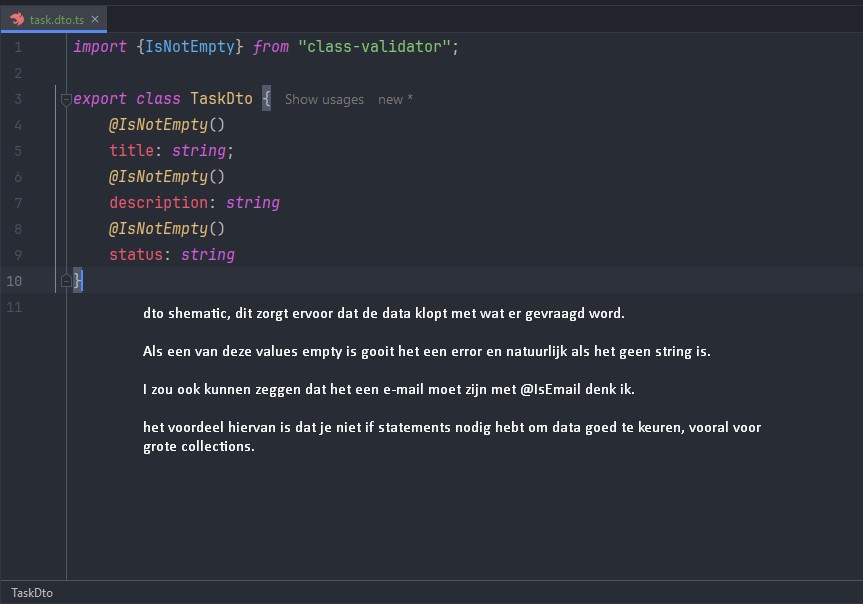 task.dto.ts ×
1 import {IsNotEmpty} from "class-validator";
2
3 export class TaskDto { Show usages new *
4 @IsNotEmpty()
5 title: string;
6 @IsNotEmpty()
7 description: string
8 @IsNotEmpty()
9 status: string
10 }
11
dto shematic, dit zorgt ervoor dat de data klopt met wat er gevraagd word.
Als een van deze values empty is gooit het een error en natuurlijk als het geen string is.
I zou ook kunnen zeggen dat het een e-mail moet zijn met @IsEmail denk ik.
het voordeel hiervan is dat je niet if statements nodig hebt om data goed te keuren, vooral voor
grote collections.
TaskDto